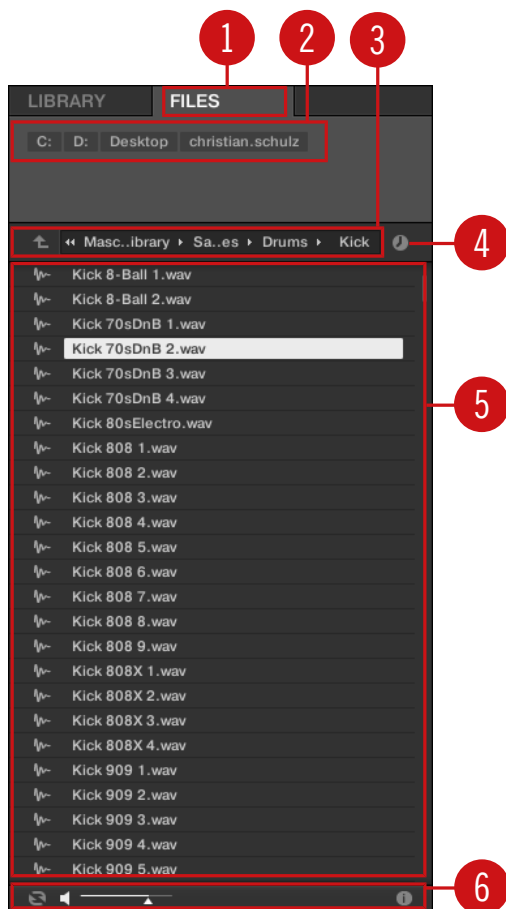 1 2 3
LIBRARY FILES
C: D: Desktop christian.schulz
Masc..ibrary Sa..es Drums Kick
4
Kick 8-Ball 1.wav
Kick 8-Ball 2.wav
Kick 70sDnB 1.wav
Kick 70sDnB 2.wav
Kick 70sDnB 3.wav
Kick 70sDnB 4.wav
5
Kick 80sElectro.wav
Kick 808 1.wav
Kick 808 2.wav
Kick 808 3.wav
Kick 808 4.wav
Kick 808 5.wav
Kick 808 6.wav
Kick 808 7.wav
Kick 808 8.wav
Kick 808 9.wav
Kick 808X 1.wav
Kick 808X 2.wav
Kick 808X 3.wav
Kick 808X 4.wav
Kick 909 1.wav
Kick 909 2.wav
Kick 909 3.wav
Kick 909 4.wav
Kick 909 5.wav
6